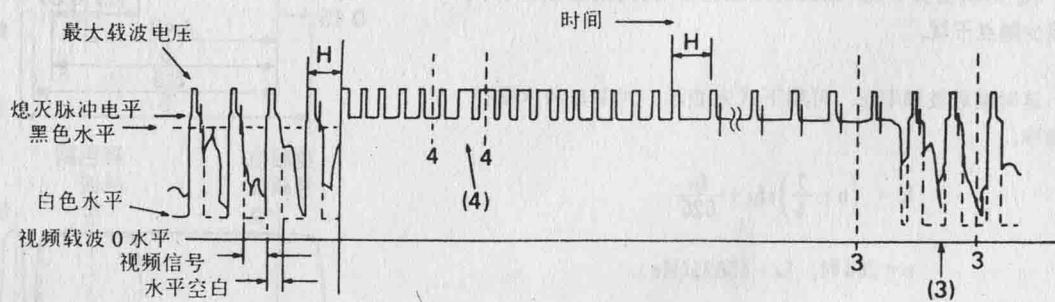 时间
最大载波电压
H
H
熄灭脉冲电平
黑色水平
4
4
(4)
白色水平
视频载波 0 水平
视频信号
水平空白
3
3
(3)